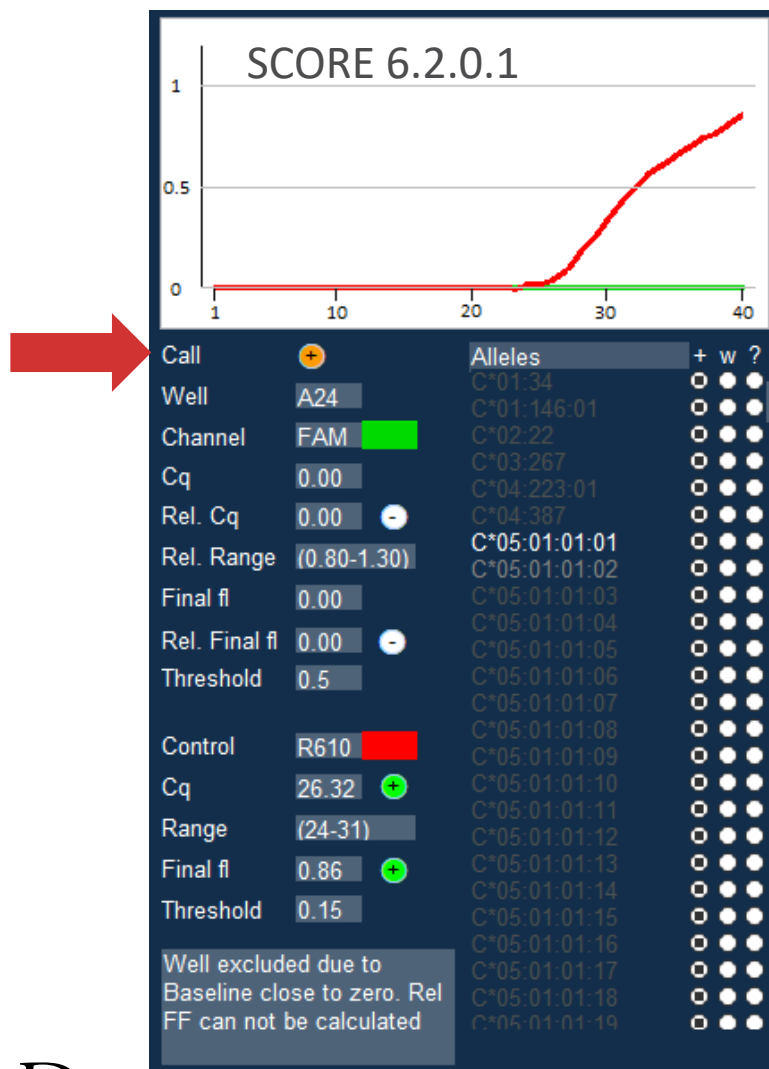 SCORE 6.2.0.1
1
0.5
0
1 10 20 30 40
Call +
Well A24
Channel FAM
Cq 0.00
Rel. Cq 0.00 -
Rel. Range (0.80-1.30)
Final fl 0.00
Rel. Final fl 0.00 -
Threshold 0.5
Control R610
Cq 26.32 +
Range (24-31)
Final fl 0.86 +
Threshold 0.15
Well excluded due to
Baseline close to zero. Rel
FF can not be calculated
Alleles + w ?
C*01:34
C*01:146:01
C*02:22
C*03:267
C*04:223:01
C*04:387
C*05:01:01:01
C*05:01:01:02
C*05:01:01:03
C*05:01:01:04
C*05:01:01:05
C*05:01:01:06
C*05:01:01:07
C*05:01:01:08
C*05:01:01:09
C*05:01:01:10
C*05:01:01:11
C*05:01:01:12
C*05:01:01:13
C*05:01:01:14
C*05:01:01:15
C*05:01:01:16
C*05:01:01:17
C*05:01:01:18
C*05:01:01:19